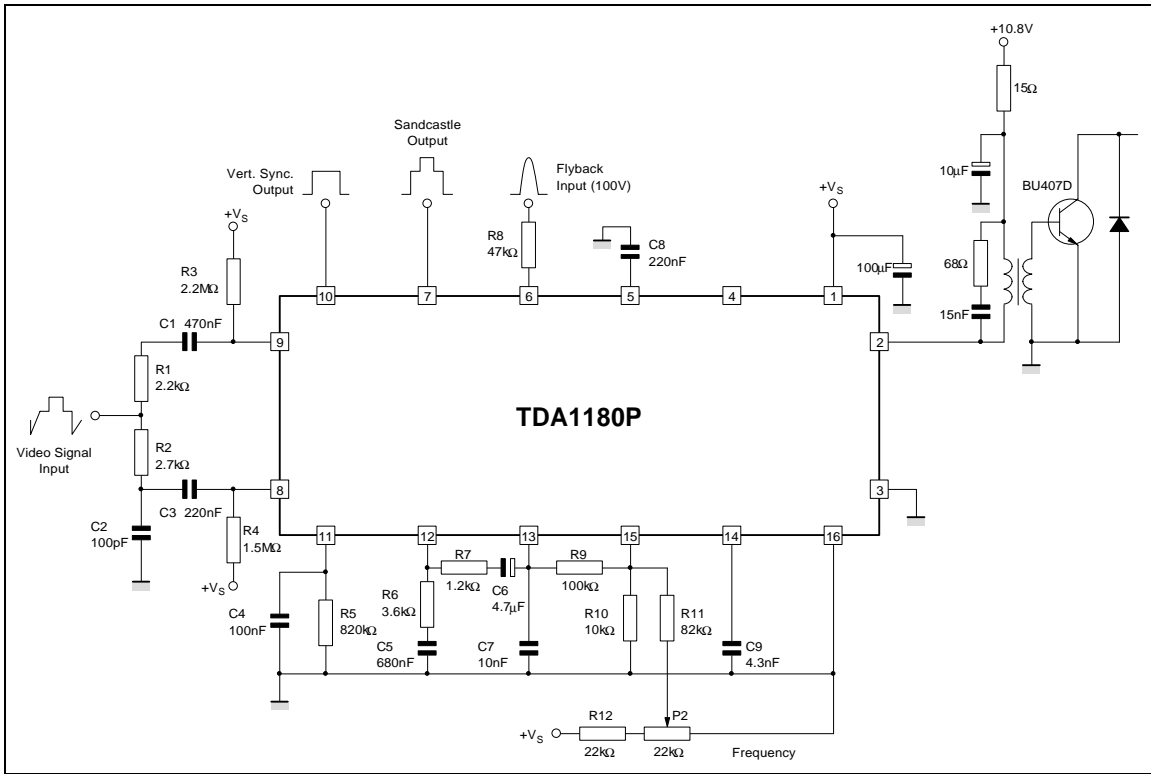 +10.8V
15Ω
Sandcastle
Output
Vert. Sync.
Output
Flyback
Input (100V)
+VS
10µF
BU407D
+VS
R3
2.2MΩ
R8
47kΩ
C8
220nF
100µF
68Ω
15nF
C1 470nF
10
7
6
5
4
1
9
2
R1
2.2kΩ
TDA1180P
Video Signal
Input
R2
2.7kΩ
8
3
C3 220nF
C2
100pF
R4
1.5MΩ
+VS
11
12
13
15
14
16
R7
1.2kΩ
C6
4.7µF
R9
100kΩ
C4
100nF
R5
820kΩ
R6
3.6kΩ
C5
680nF
C7
10nF
R10
10kΩ
R11
82kΩ
C9
4.3nF
+VS
R12
22kΩ
P2
22kΩ
Frequency